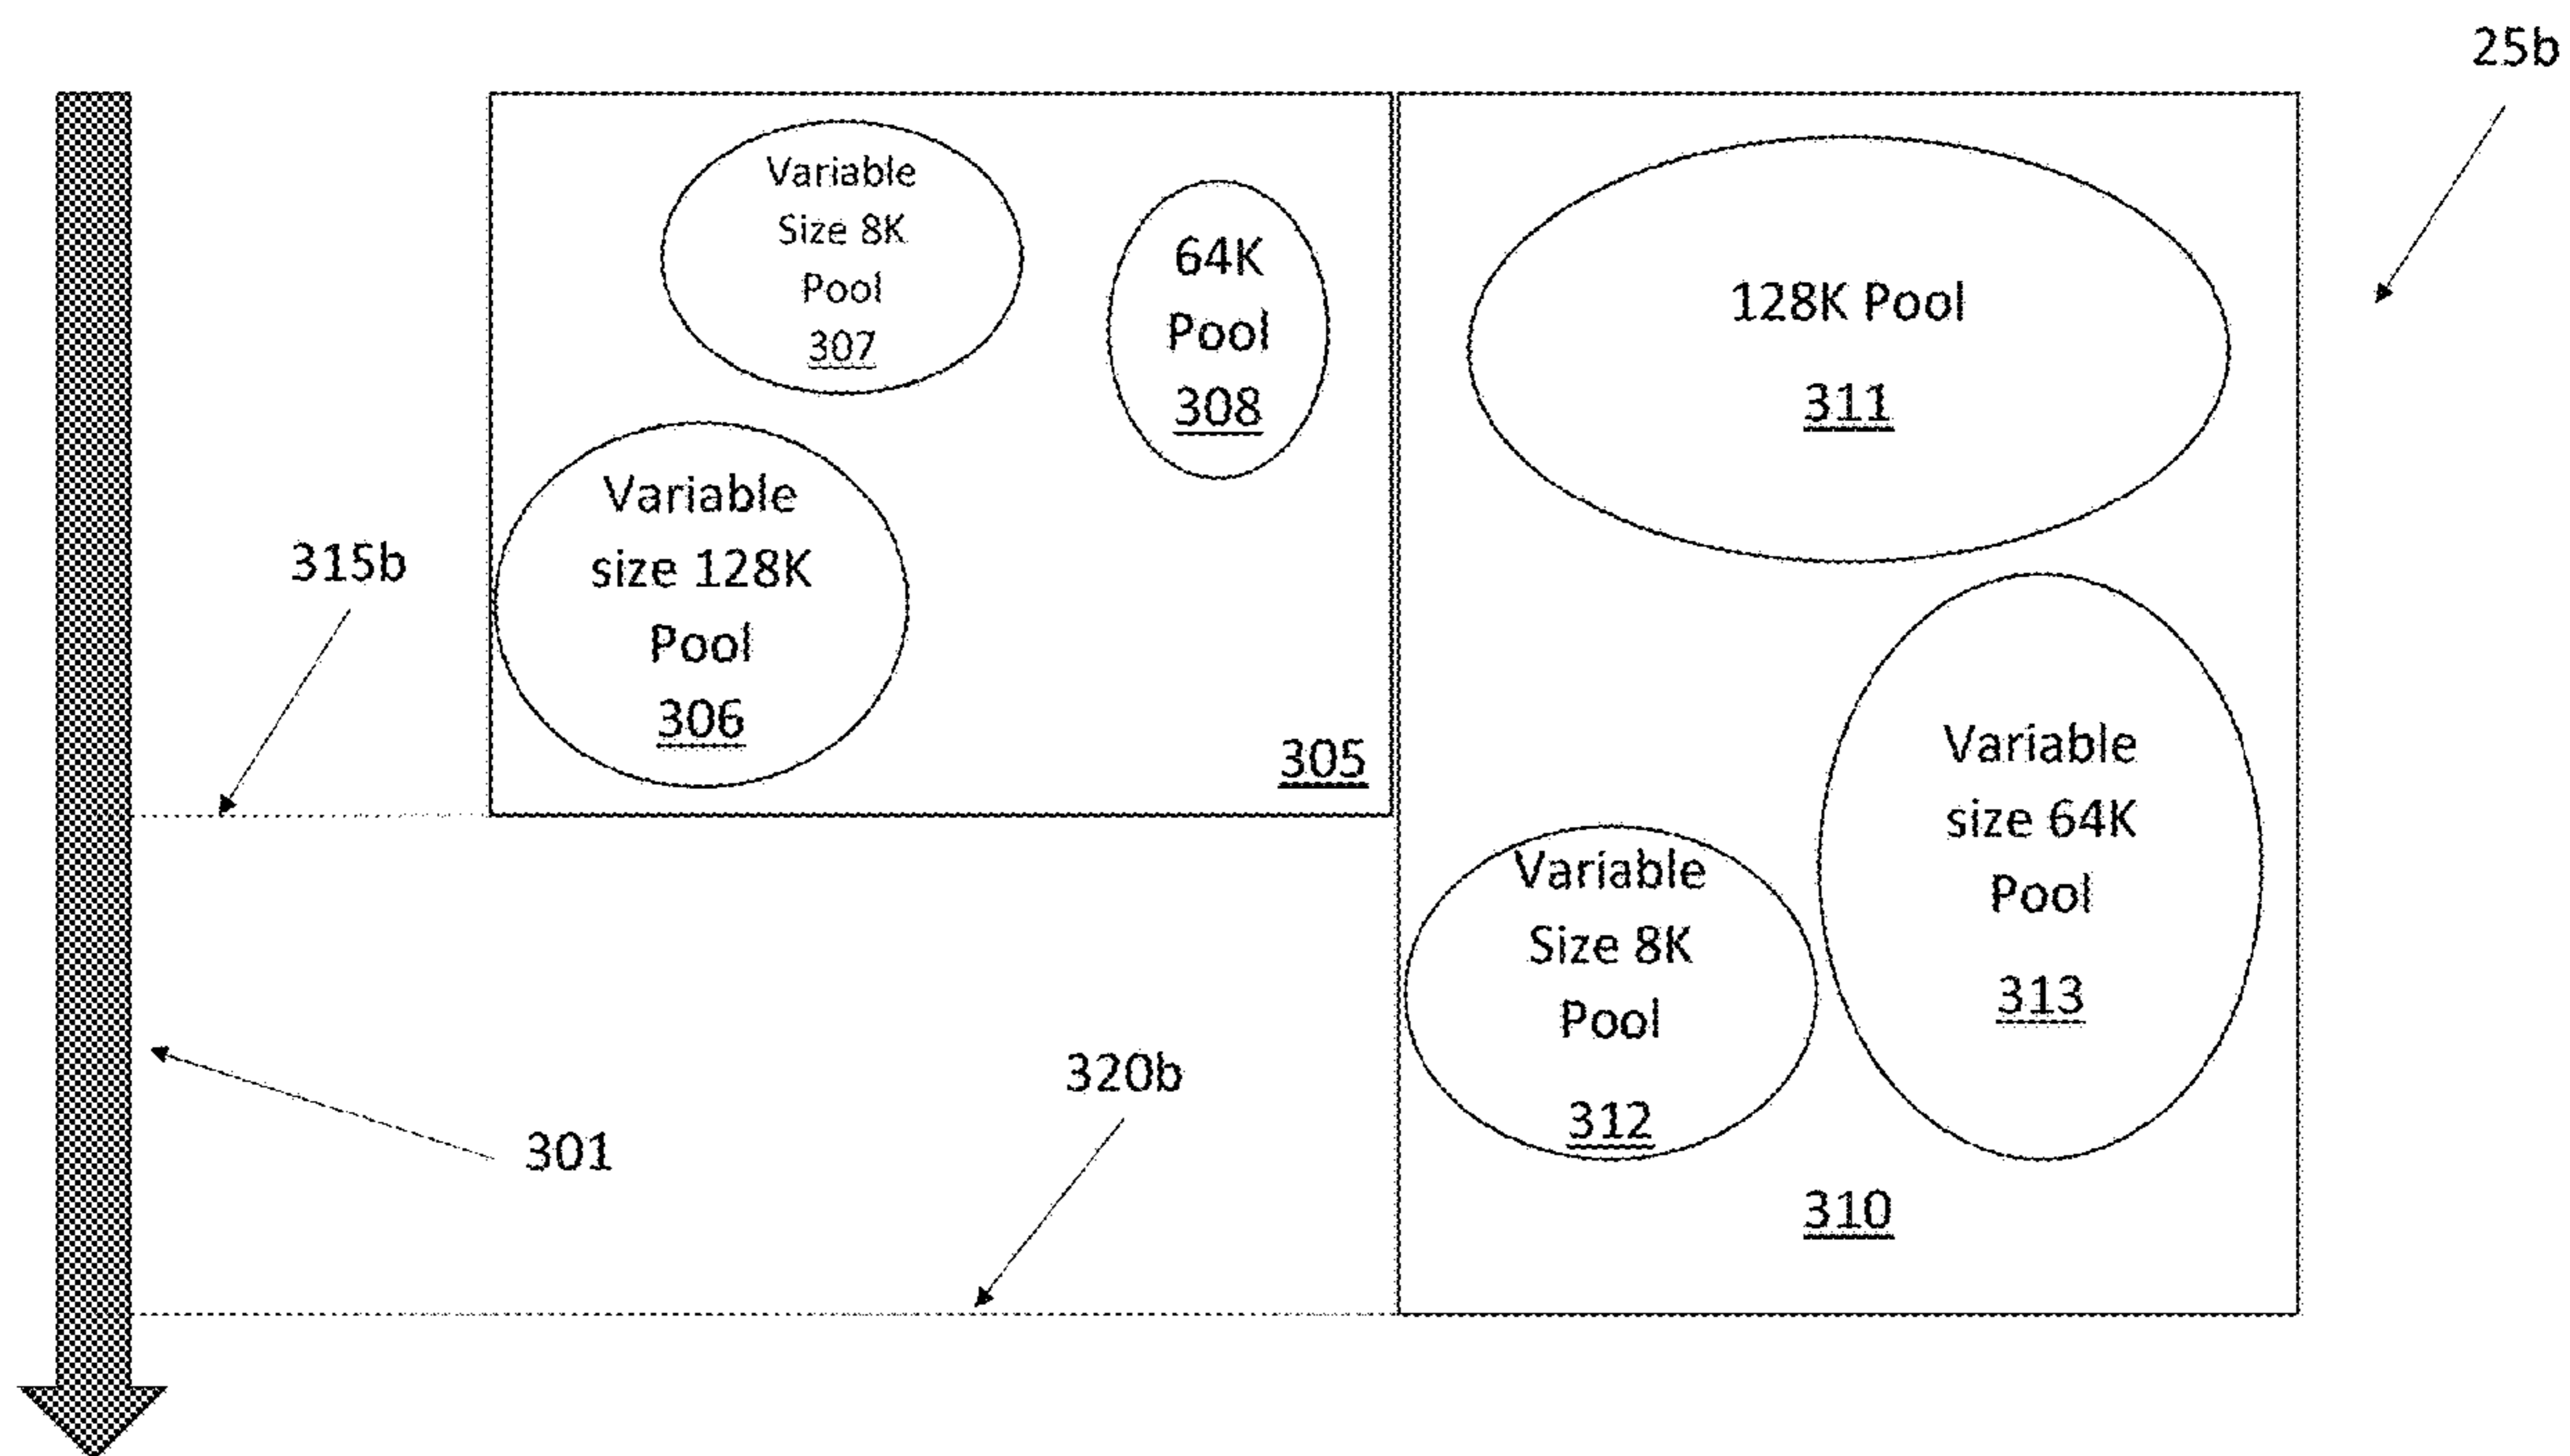 25b
Variable
Size 8K
Pool
307
64K
Pool
308
128K Pool
311
Variable
size 128K
Pool
306
315b
305
Variable
size 64K
Pool
313
Variable
Size 8K
Pool
312
320b
301
310